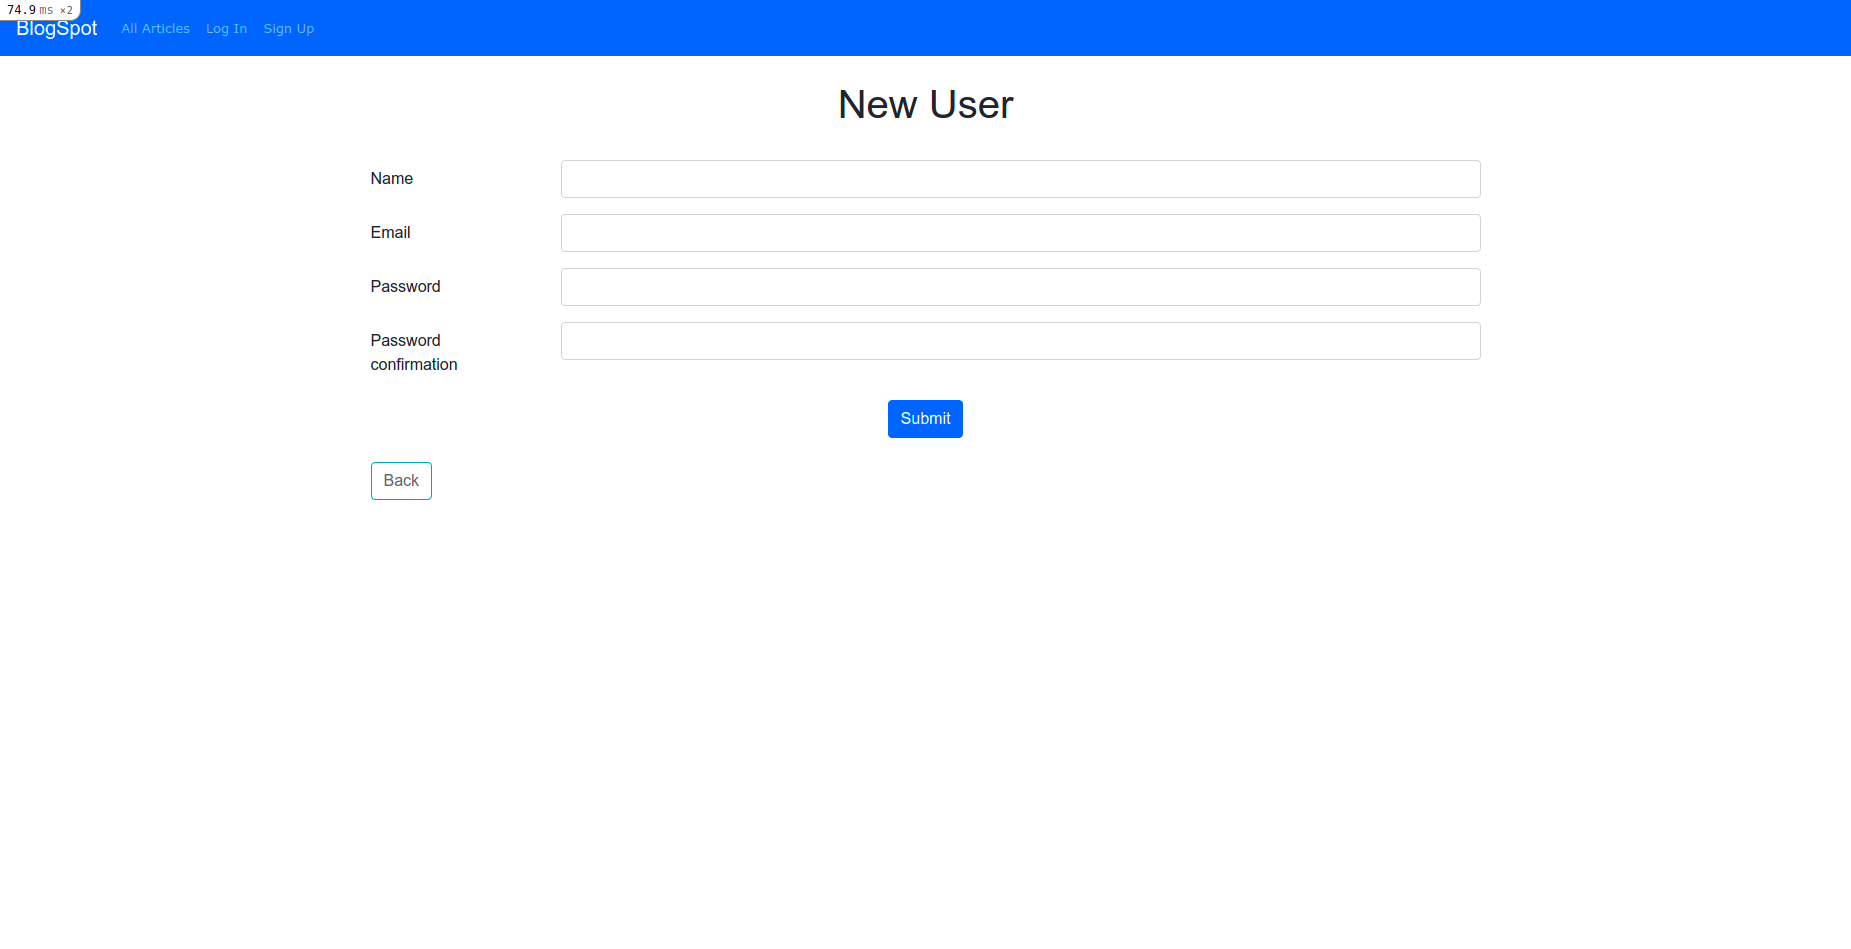 74.9 ms ×2
BlogSpot All Articles Log In Sign Up
New User
Name
Email
Password
Password
confirmation
Submit
Back